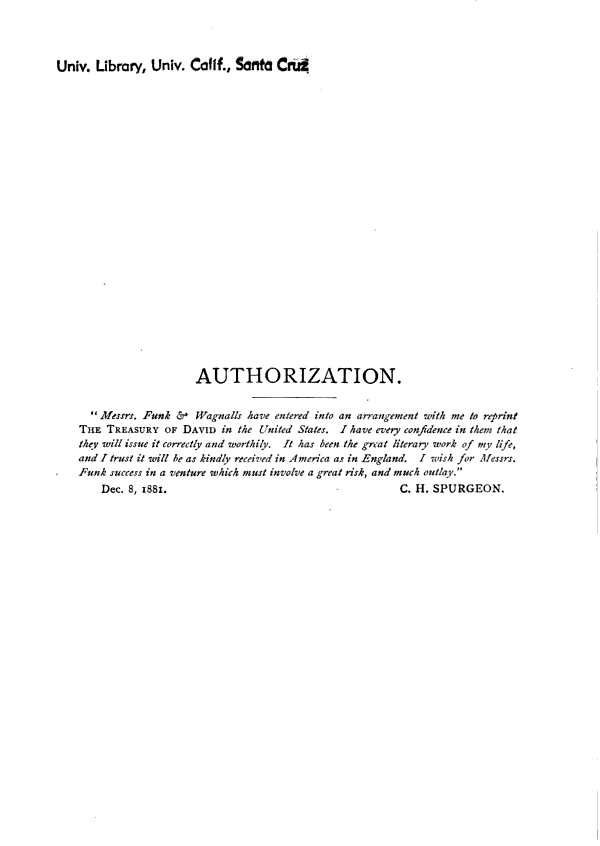 Univ. Library, Univ. Calif., Santa Cruz
AUTHORIZATION.
"Messrs. Funk & Wagnalls have entered into an arrangement with me to reprint
THE TREASURY OF DAVID in the United States. I have every confidence in them that
they will issue it correctly and worthily. It has been the great literary work of my life,
and I trust it will be as kindly received in America as in England. I wish for Messrs.
Funk success in a venture which must involve a great risk, and much outlay."
Dec. 8, 1881. C. H. SPURGEON.